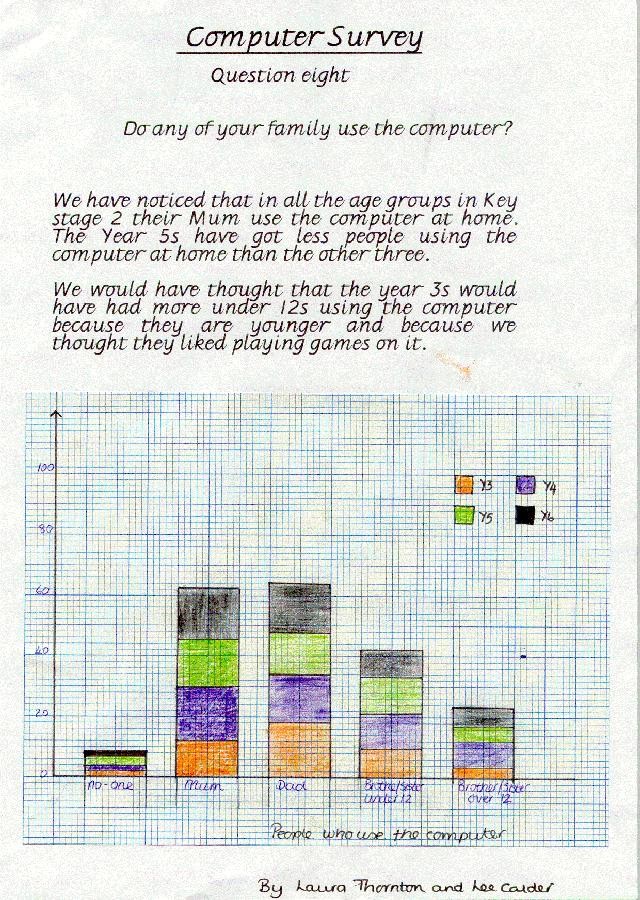 Computer Survey
Question eight
Do any of your family use the computer?
We have noticed that in all the age groups in Key
stage 2 their Mum use the computer at home.
The Year 5s have got less people using the
computer at home than the other three.
We would have thought that the year 3s would
have had more under 12s using the computer
because they are younger and because we
thought they liked playing games on it.
100
Y3 Y4
Y5 Y6
80
60
40
20
0
no-one Mum Dad Brother/Sister under 12 Brother/Sister over 12
People who use the computer
By Laura Thornton and Lee Calder